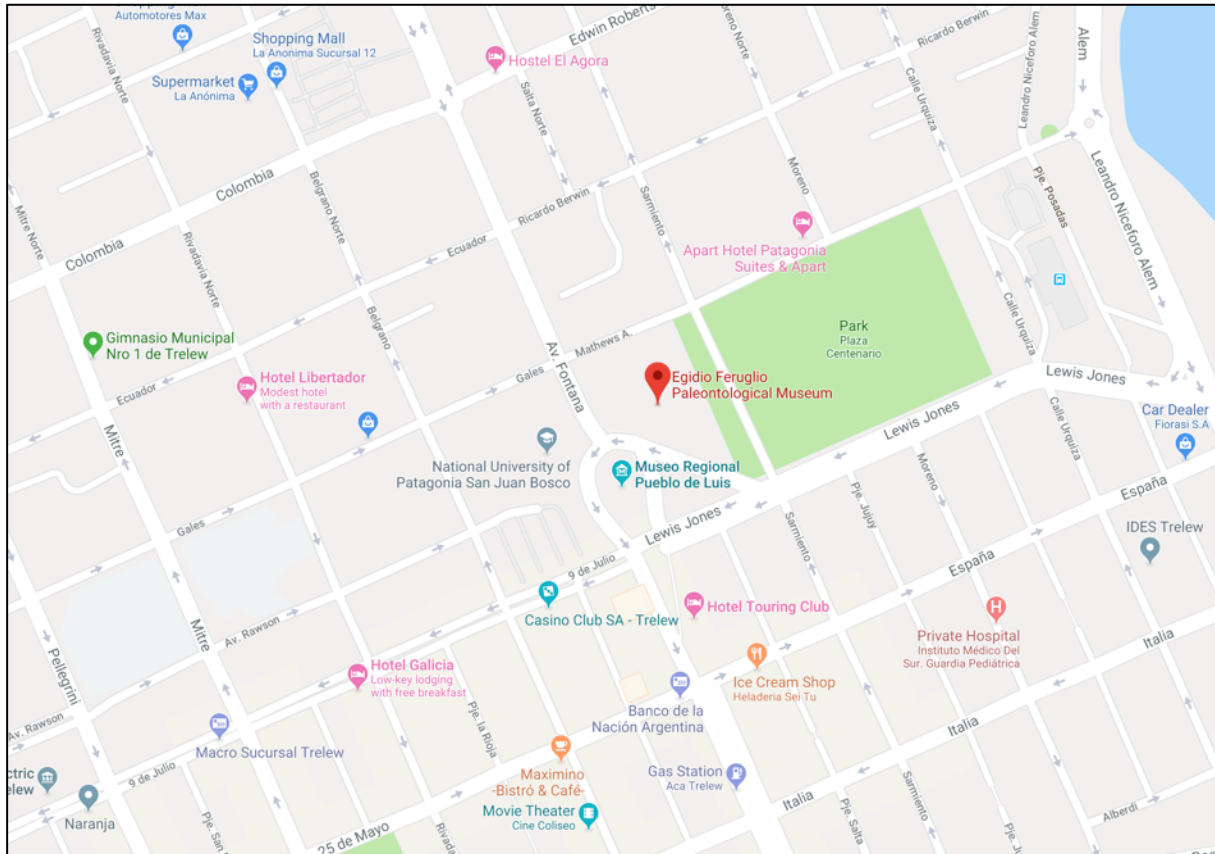 Automotores Max
Shopping Mall
La Anonima Sucursal 12
Supermarket
La Anónima
Rivadavia Norte
Edwin Roberts
Hostel El Agora
Salta Norte
Moreno Norte
Ricardo Berwin
Calle Urquiza
Leandro Niceforo Alem
Alem
Colombia
Belgrano Norte
Ricardo Berwin
Sarmiento
Moreno
Pje. Posadas
Leandro Niceforo Alem
Mitre Norte
Colombia
Rivadavia Norte
Ecuador
Apart Hotel Patagonia
Suites & Apart
Calle Urquiza
Gimnasio Municipal
Nro 1 de Trelew
Belgrano
Av. Fontana
Mathews A.
Park
Plaza
Centenario
Ecuador
Hotel Libertador
Modest hotel
with a restaurant
Gales
Egidio Feruglio
Paleontological Museum
Lewis Jones
Lewis Jones
Calle Urquiza
Car Dealer
Fiorasi S.A
Mitre
National University of
Patagonia San Juan Bosco
Museo Regional
Pueblo de Luis
Moreno
España
Gales
Lewis Jones
Pje. Jujuy
Sarmiento
IDES Trelew
9 de Julio
España
Casino Club SA - Trelew
Hotel Touring Club
Mitre
Av. Rawson
Private Hospital
Instituto Médico Del
Sur. Guardia Pediátrica
Italia
Pellegrini
Hotel Galicia
Low-key lodging
with free breakfast
Ice Cream Shop
Heladeria Sei Tu
Av. Rawson
Pje. la Rioja
Banco de la
Nación Argentina
Italia
Macro Sucursal Trelew
9 de Julio
Maximino
-Bistró & Café-
Gas Station
Aca Trelew
Sarmiento
ctric
elew
Naranja
Movie Theater
Cine Coliseo
Italia
Alberdi
Pje. San
25 de Mayo
Pje. Salta
Pje. Ju